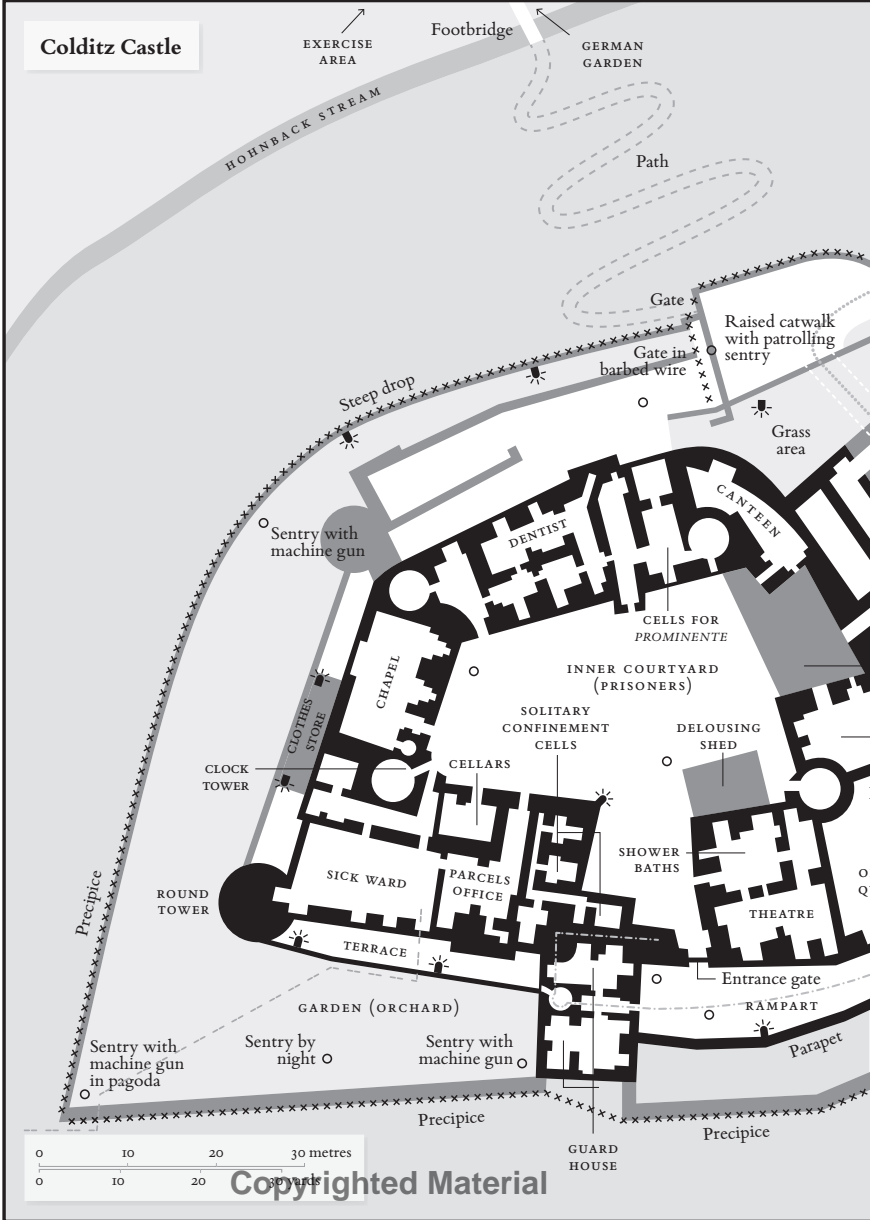 Colditz Castle
EXERCISE
AREA
Footbridge
GERMAN
GARDEN
HOHNBACK STREAM
Path
Gate
Raised catwalk
with patrolling
sentry
Gate in
barbed wire
Steep drop
Grass
area
CANTEEN
DENTIST
Sentry with
machine gun
CELLS FOR
PROMINENTE
CHAPEL
INNER COURTYARD
(PRISONERS)
CLOTHES
STORE
SOLITARY
CONFINEMENT
CELLS
DELOUSING
SHED
CLOCK
TOWER
CELLARS
SHOWER
BATHS
SICK WARD
PARCELS
OFFICE
O
QU
ROUND
TOWER
Precipice
THEATRE
TERRACE
Entrance gate
GARDEN (ORCHARD)
RAMPART
Parapet
Sentry with
machine gun
in pagoda
Sentry by
night
Sentry with
machine gun
Precipice
Precipice
GUARD
HOUSE
0 10 20 30 metres
0 10 20 30 yards
Copyrighted Material